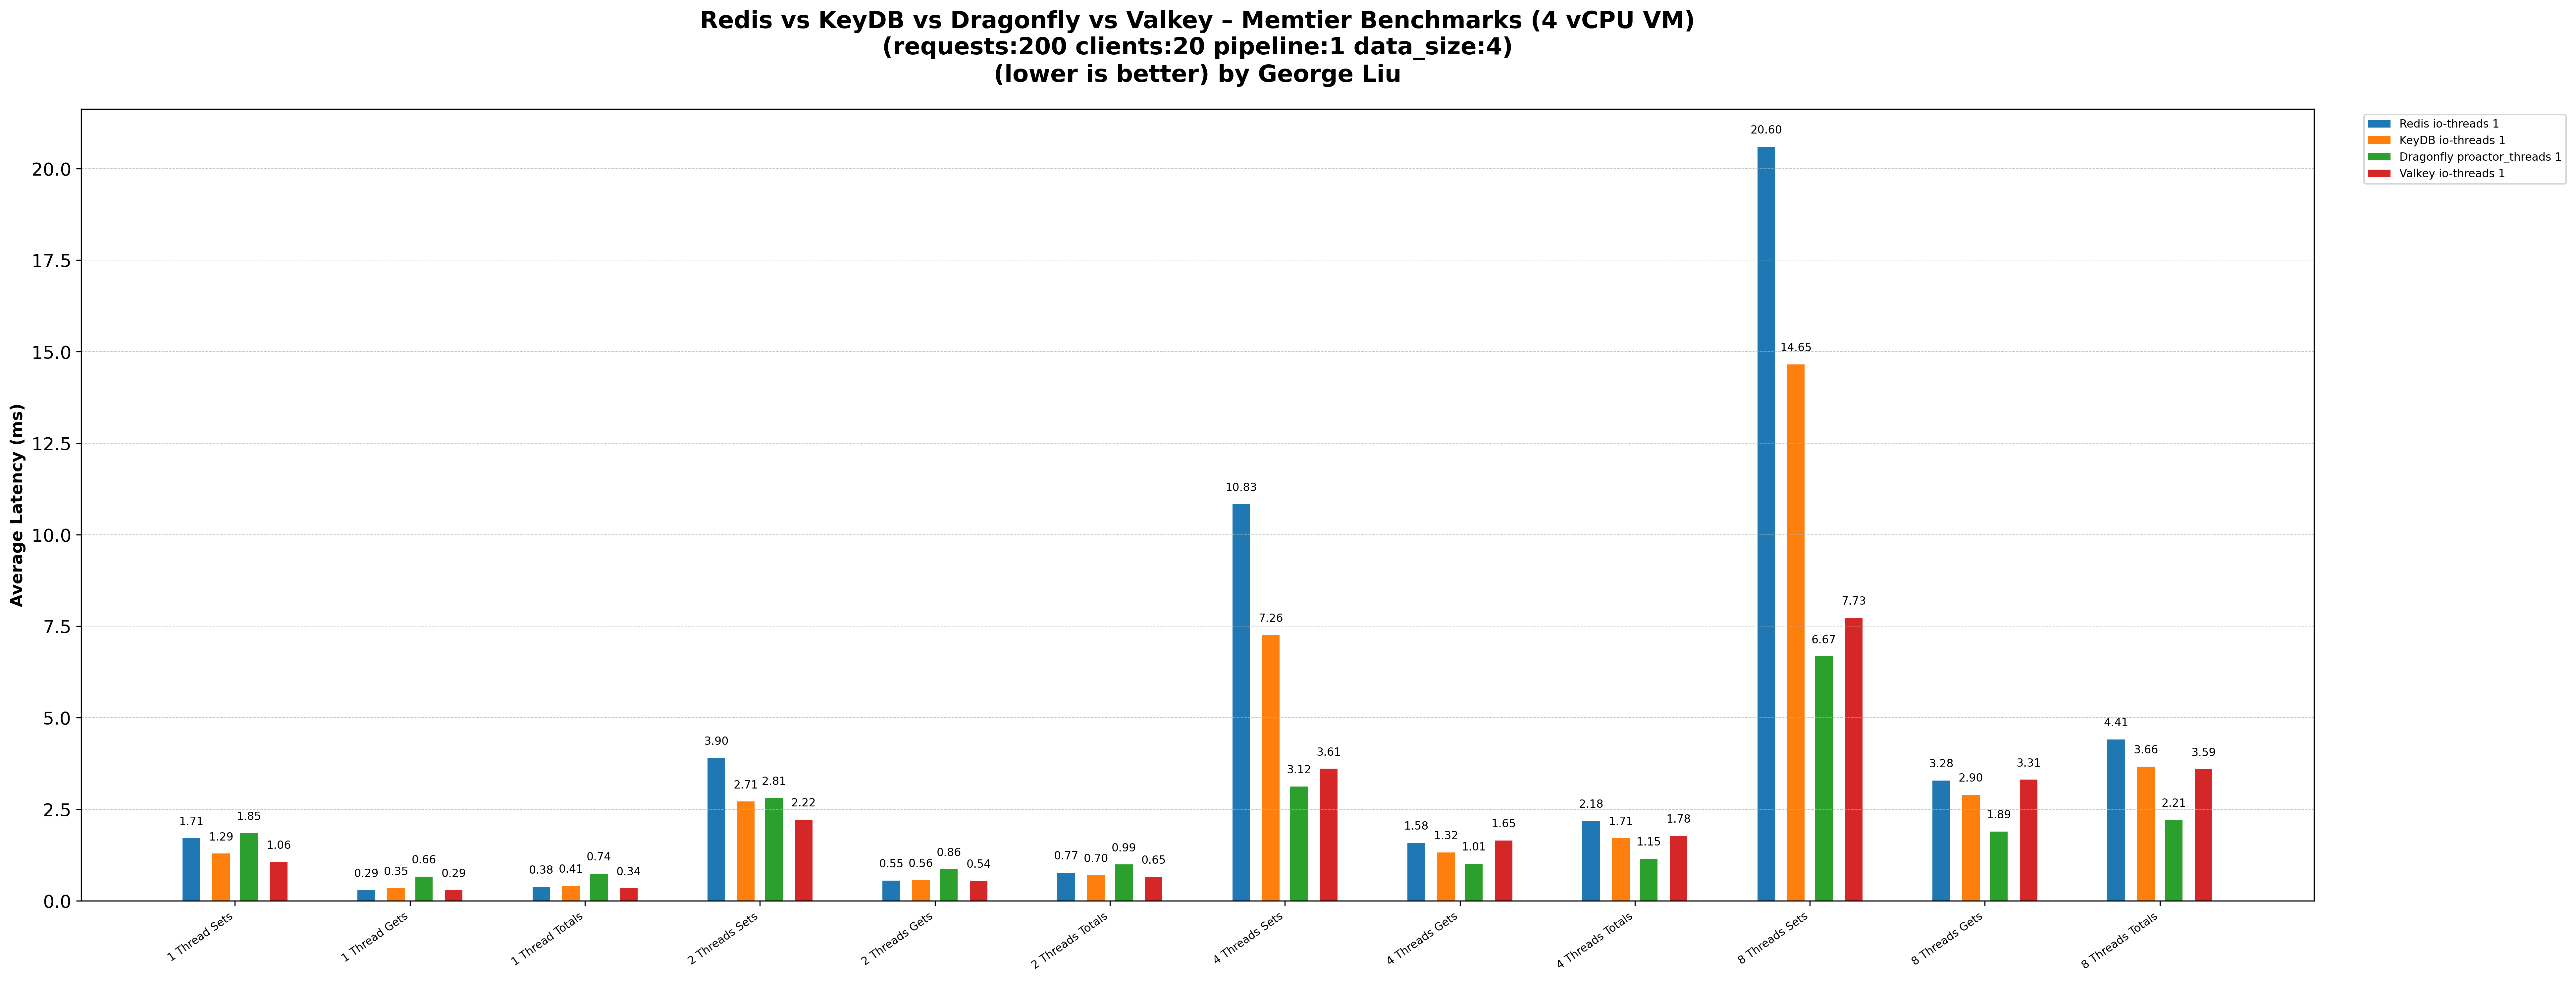 Redis vs KeyDB vs Dragonfly vs Valkey – Memtier Benchmarks (4 vCPU VM)
(requests:200 clients:20 pipeline:1 data_size:4)
(lower is better) by George Liu
Redis io-threads 1
KeyDB io-threads 1
Dragonfly proactor_threads 1
Valkey io-threads 1
Average Latency (ms)
20.0
17.5
15.0
12.5
10.0
7.5
5.0
2.5
0.0
1.71 1.29 1.85 1.06
0.29 0.35 0.66 0.29
0.38 0.41 0.74 0.34
3.90 2.71 2.81 2.22
0.55 0.56 0.86 0.54
0.77 0.70 0.99 0.65
10.83 7.26 3.12 3.61
1.58 1.32 1.01 1.65
2.18 1.71 1.15 1.78
20.60 14.65 6.67 7.73
3.28 2.90 1.89 3.31
4.41 3.66 2.21 3.59
1 Thread Sets
1 Thread Gets
1 Thread Totals
2 Threads Sets
2 Threads Gets
2 Threads Totals
4 Threads Sets
4 Threads Gets
4 Threads Totals
8 Threads Sets
8 Threads Gets
8 Threads Totals